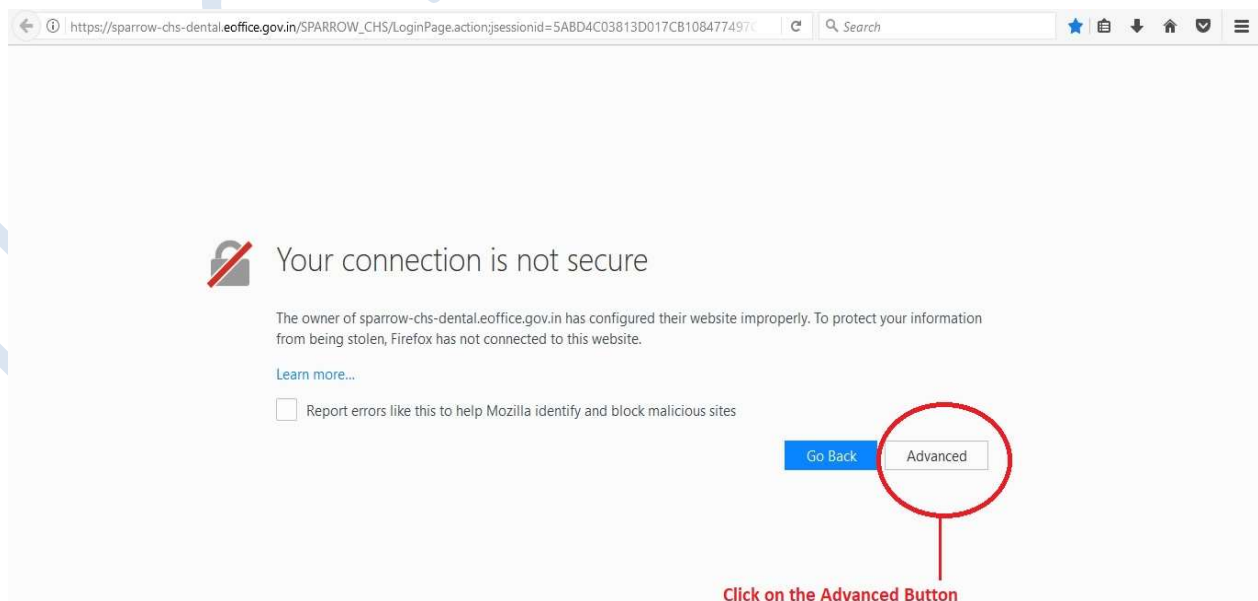 https://sparrow-chs-dental.eoffice.gov.in/SPARROW_CHS/LoginPage.action;jsessionid=5ABD4C03813D017CB108477497 Search
Your connection is not secure
The owner of sparrow-chs-dental.eoffice.gov.in has configured their website improperly. To protect your information
from being stolen, Firefox has not connected to this website.
Learn more...
Report errors like this to help Mozilla identify and block malicious sites
Go Back Advanced
Click on the Advanced Button